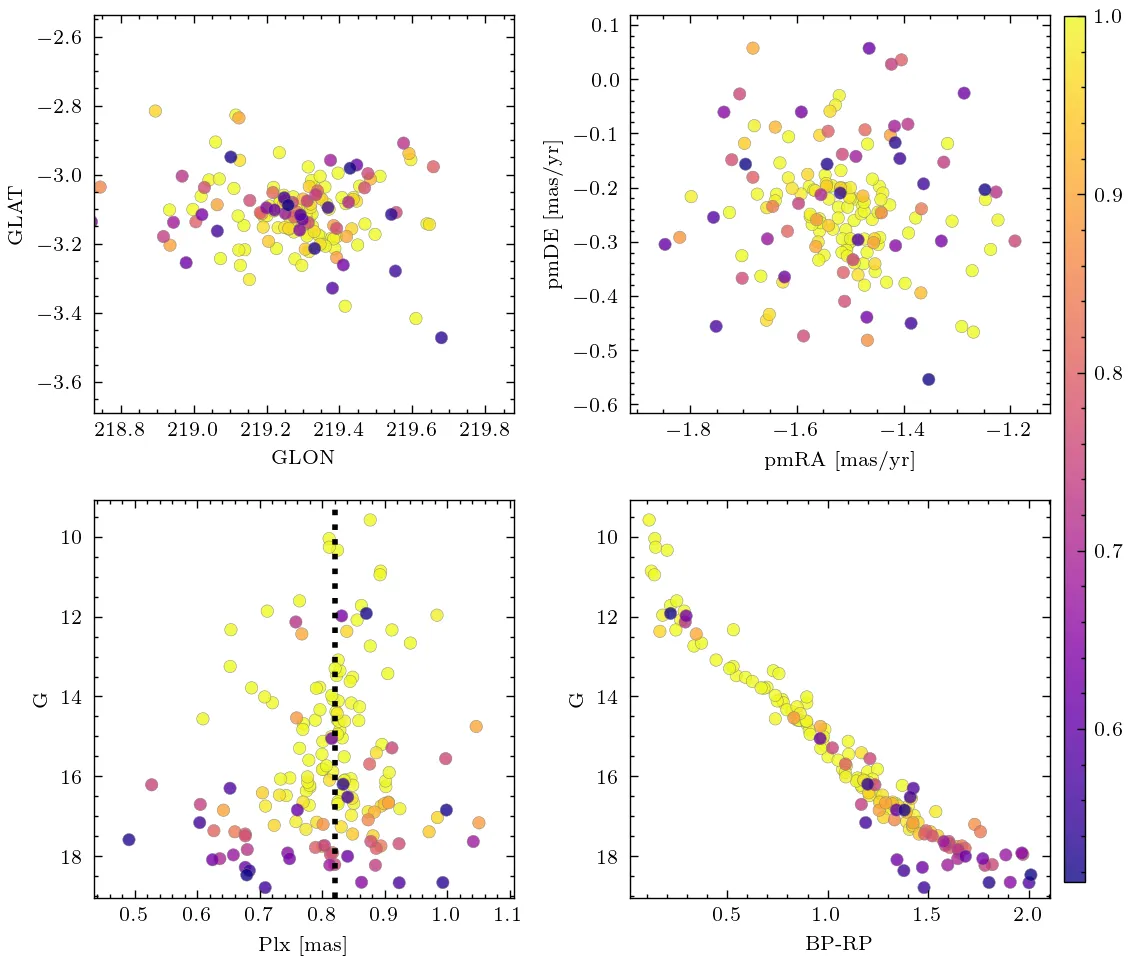 −2.6
−2.8
−3.0
−3.2
−3.4
−3.6
GLAT
218.8 219.0 219.2 219.4 219.6 219.8
GLON
0.1
0.0
−0.1
−0.2
−0.3
−0.4
−0.5
−0.6
pmDE [mas/yr]
−1.8 −1.6 −1.4 −1.2
pmRA [mas/yr]
10
12
14
16
18
G
0.5 0.6 0.7 0.8 0.9 1.0 1.1
Plx [mas]
10
12
14
16
18
G
0.5 1.0 1.5 2.0
BP-RP
1.0
0.9
0.8
0.7
0.6